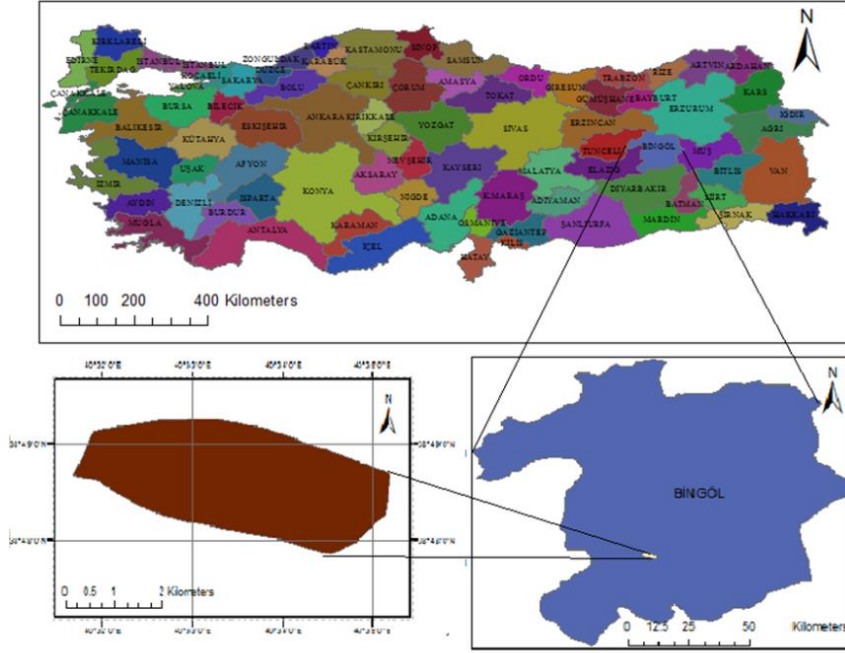 N
KIRKLARELİ
EDİRNE
TEKİRDAĞ
İSTANBUL
İSTANBUL
KOCAELİ
YALOVA
SAKARYA
DÜZCE
ZONGULDAK
BARTIN
KARABÜK
KASTAMONU
SİNOP
SAMSUN
ORDU
GİRESUN
TRABZON
RİZE
ARTVİN
ARDAHAN
ÇANAKKALE
ÇANAKKALE
BURSA
BİLECİK
BOLU
ÇANKIRI
ÇORUM
AMASYA
TOKAT
GÜMÜŞHANE
BAYBURT
ERZURUM
KARS
IĞDIR
BALIKESİR
KÜTAHYA
ESKİŞEHİR
ANKARA
KIRIKKALE
KIRŞEHİR
YOZGAT
SİVAS
ERZİNCAN
TUNCELİ
BİNGÖL
MUŞ
AĞRI
MANİSA
UŞAK
AFYON
KONYA
AKSARAY
NEVŞEHİR
KAYSERİ
MALATYA
ELAZIĞ
DİYARBAKIR
BİTLİS
VAN
İZMİR
AYDIN
DENİZLİ
ISPARTA
BURDUR
NİĞDE
K.MARAŞ
ADIYAMAN
BATMAN
SİİRT
MUĞLA
ANTALYA
KARAMAN
İÇEL
ADANA
OSMANİYE
GAZİANTEP
KİLİS
ŞANLIURFA
MARDİN
ŞIRNAK
HAKKARİ
HATAY
0 100 200 400 Kilometers
N
0 0.5 1 2 Kilometers
N
BİNGÖL
Kilometers
0 12.5 25 50